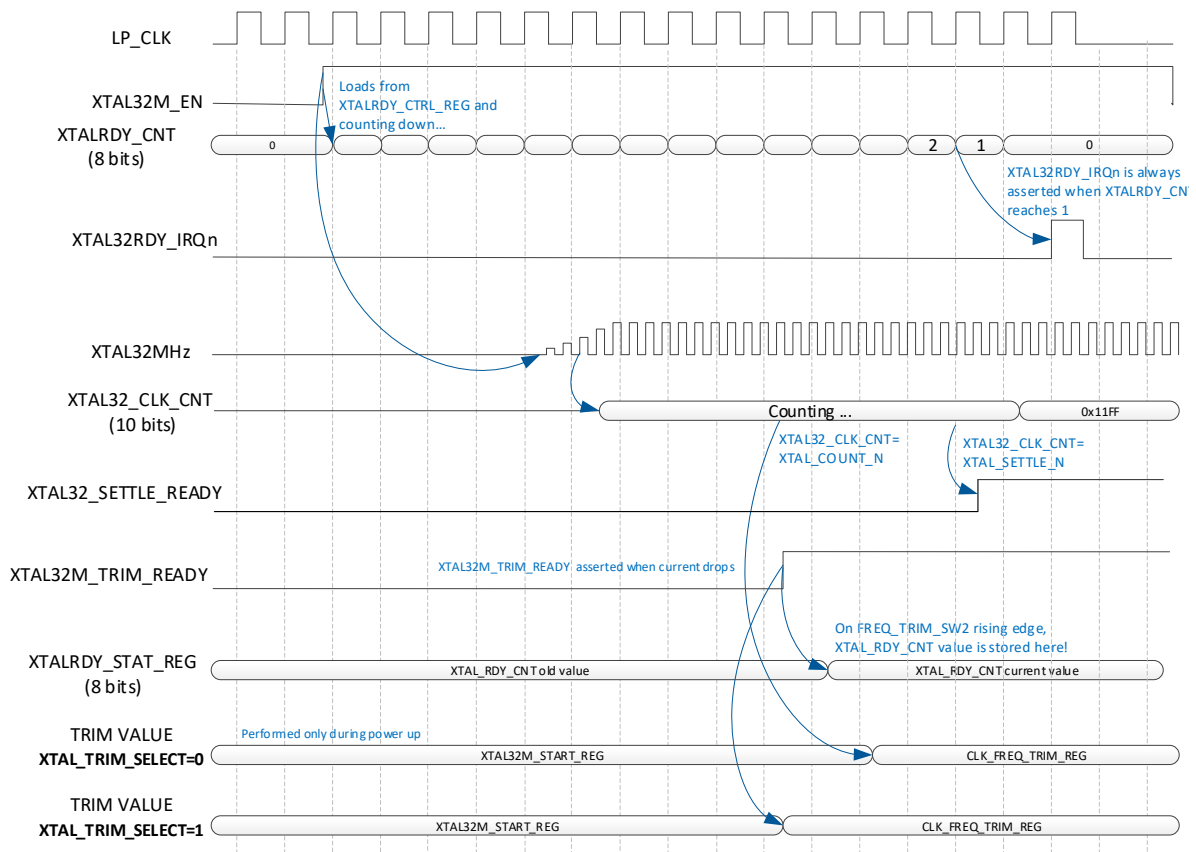 LP_CLK
XTAL32M_EN
Loads from
XTALRDY_CTRL_REG and
counting down...
XTALRDY_CNT
(8 bits)
0
2
1
0
XTAL32RDY_IRQn is always
asserted when XTALRDY_CNT
reaches 1
XTAL32RDY_IRQn
XTAL32MHz
XTAL32_CLK_CNT
(10 bits)
Counting ...
0x11FF
XTAL32_CLK_CNT=
XTAL_COUNT_N
XTAL32_CLK_CNT=
XTAL_SETTLE_N
XTAL32_SETTLE_READY
XTAL32M_TRIM_READY asserted when current drops
XTAL32M_TRIM_READY
On FREQ_TRIM_SW2 rising edge,
XTAL_RDY_CNT value is stored here!
XTALRDY_STAT_REG
(8 bits)
XTAL_RDY_CNT old value
XTAL_RDY_CNT current value
TRIM VALUE
XTAL_TRIM_SELECT=0
Performed only during power up
XTAL32M_START_REG
CLK_FREQ_TRIM_REG
TRIM VALUE
XTAL_TRIM_SELECT=1
XTAL32M_START_REG
CLK_FREQ_TRIM_REG